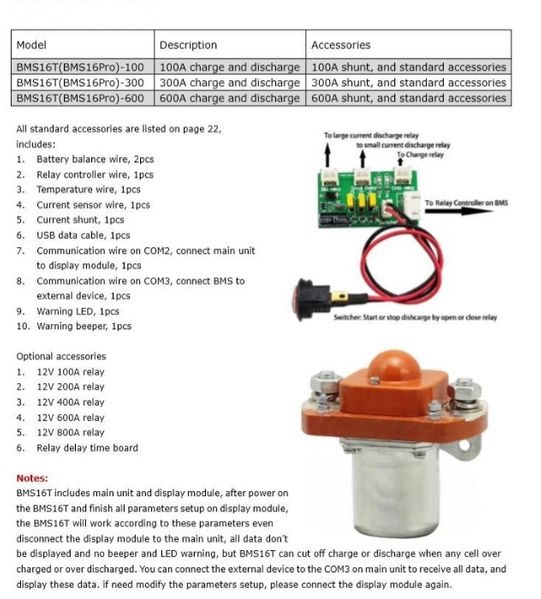 Model Description Accessories
BMS16T(BMS16Pro)-100 100A charge and discharge 100A shunt, and standard accessories
BMS16T(BMS16Pro)-300 300A charge and discharge 300A shunt, and standard accessories
BMS16T(BMS16Pro)-600 600A charge and discharge 600A shunt, and standard accessories
All standard accessories are listed on page 22,
includes:
1. Battery balance wire, 2pcs
2. Relay controller wire, 1pcs
3. Temperature wire, 1pcs
4. Current sensor wire, 1pcs
5. Current shunt, 1pcs
6. USB data cable, 1pcs
7. Communication wire on COM2, connect main unit
to display module, 1pcs
8. Communication wire on COM3, connect BMS to
external device, 1pcs
9. Warning LED, 1pcs
10. Warning beeper, 1pcs
To large current discharge relay
to small current discharge relay
To Charge relay
To Relay Controller on BMS
Switcher: Start or stop dishcarge by open or close relay
Optional accessories
1. 12V 100A relay
2. 12V 200A relay
3. 12V 400A relay
4. 12V 600A relay
5. 12V 800A relay
6. Relay delay time board
Notes:
BMS16T includes main unit and display module, after power on
the BMS16T and finish all parameters setup on display module,
the BMS16T will work according to these parameters even
disconnect the display module to the main unit, all data don't
be displayed and no beeper and LED warning, but BMS16T can cut off charge or discharge when any cell over
charged or over discharged. You can connect the external device to the COM3 on main unit to receive all data, and
display these data. if need modify the parameters setup, please connect the display module again.